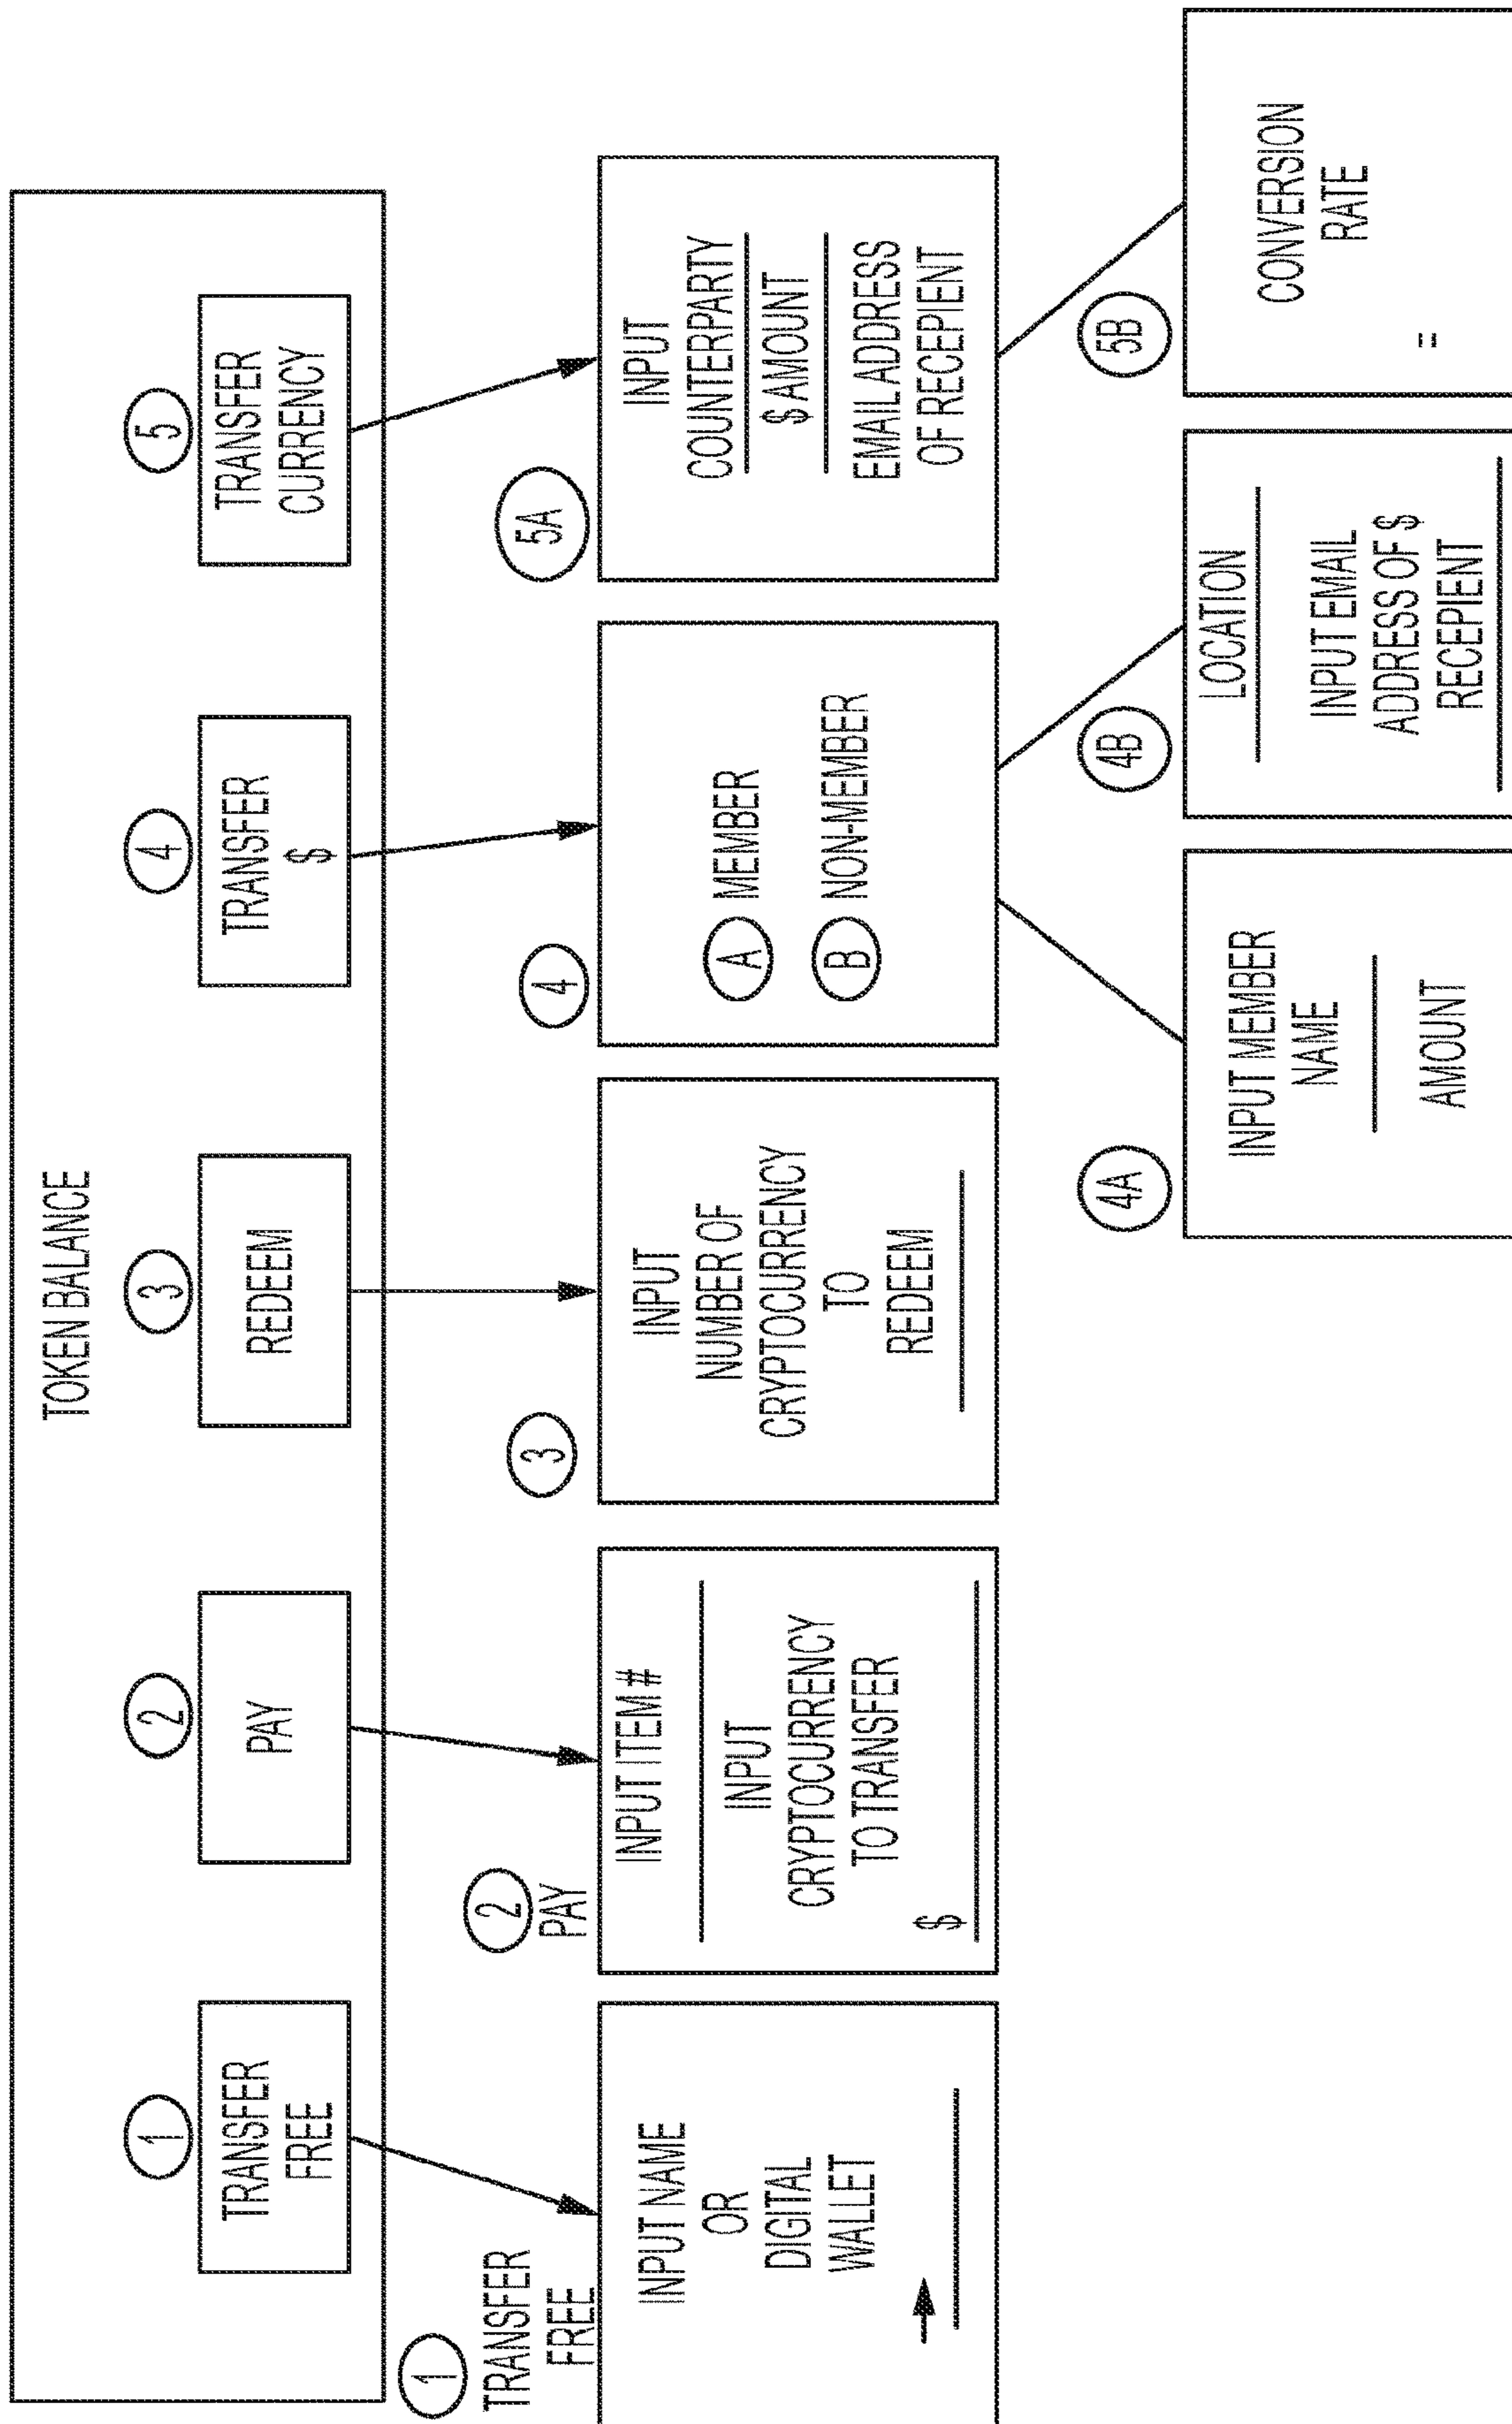 TOKEN BALANCE
1
TRANSFER
FREE
2
PAY
3
REDEEM
4
TRANSFER
$
5
TRANSFER
CURRENCY
1
TRANSFER
FREE
INPUT NAME
OR
DIGITAL
WALLET
2
PAY
INPUT ITEM #
INPUT
CRYPTOCURRENCY
TO TRANSFER
$
3
INPUT
NUMBER OF
CRYPTOCURRENCY
TO
REDEEM
4
A MEMBER
B NON-MEMBER
5A
INPUT
COUNTERPARTY
$ AMOUNT
EMAIL ADDRESS
OF RECEPIENT
4A
INPUT MEMBER
NAME
AMOUNT
4B
LOCATION
INPUT EMAIL
ADDRESS OF $
RECEPIENT
5B
CONVERSION
RATE
=